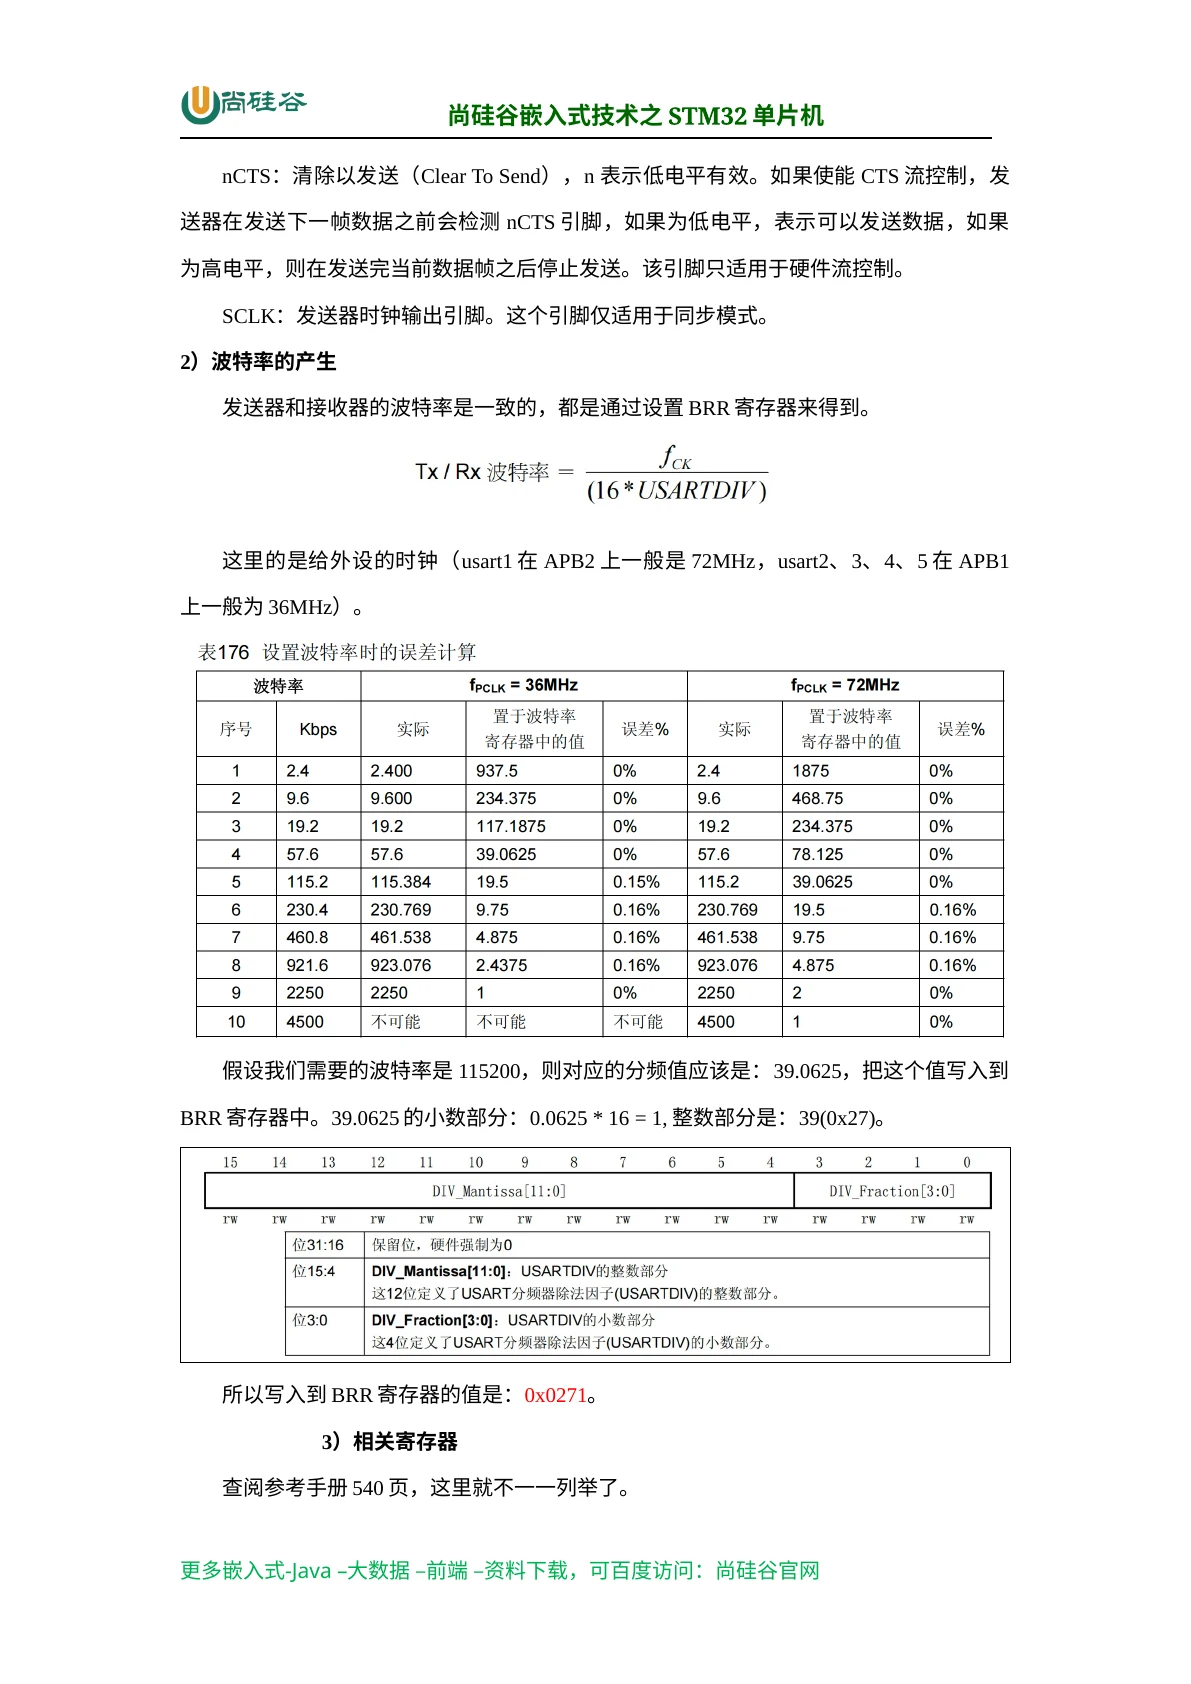 尚硅谷
尚硅谷嵌入式技术之 STM32 单片机
nCTS：清除以发送（Clear To Send），n 表示低电平有效。如果使能 CTS 流控制，发
送器在发送下一帧数据之前会检测 nCTS 引脚，如果为低电平，表示可以发送数据，如果
为高电平，则在发送完当前数据帧之后停止发送。该引脚只适用于硬件流控制。
SCLK：发送器时钟输出引脚。这个引脚仅适用于同步模式。
2）波特率的产生
发送器和接收器的波特率是一致的，都是通过设置 BRR 寄存器来得到。
Tx / Rx 波特率 = fCK
(16 * USARTDIV)
这里的是给外设的时钟（usart1 在 APB2 上一般是 72MHz，usart2、3、4、5 在 APB1
上一般为 36MHz）。
表176 设置波特率时的误差计算
波特率 fPCLK = 36MHz fPCLK = 72MHz
序号 Kbps 实际 置于波特率 寄存器中的值 误差% 实际 置于波特率 寄存器中的值 误差%
1 2.4 2.400 937.5 0% 2.4 1875 0%
2 9.6 9.600 234.375 0% 9.6 468.75 0%
3 19.2 19.2 117.1875 0% 19.2 234.375 0%
4 57.6 57.6 39.0625 0% 57.6 78.125 0%
5 115.2 115.384 19.5 0.15% 115.2 39.0625 0%
6 230.4 230.769 9.75 0.16% 230.769 19.5 0.16%
7 460.8 461.538 4.875 0.16% 461.538 9.75 0.16%
8 921.6 923.076 2.4375 0.16% 923.076 4.875 0.16%
9 2250 2250 1 0% 2250 2 0%
10 4500 不可能 不可能 不可能 4500 1 0%
假设我们需要的波特率是 115200，则对应的分频值应该是：39.0625，把这个值写入到
BRR 寄存器中。39.0625 的小数部分：0.0625 * 16 = 1, 整数部分是：39(0x27)。
15 14 13 12 11 10 9 8 7 6 5 4 3 2 1 0
DIV_Mantissa[11:0] DIV_Fraction[3:0]
rw rw rw rw rw rw rw rw rw rw rw rw rw rw rw rw
位31:16 保留位，硬件强制为0
位15:4 DIV_Mantissa[11:0]：USARTDIV的整数部分
这12位定义了USART分频器除法因子(USARTDIV)的整数部分。
位3:0 DIV_Fraction[3:0]：USARTDIV的小数部分
这4位定义了USART分频器除法因子(USARTDIV)的小数部分。
所以写入到 BRR 寄存器的值是：0x0271。
3）相关寄存器
查阅参考手册 540 页，这里就不一一列举了。
更多嵌入式-Java –大数据 –前端 –资料下载，可百度访问：尚硅谷官网